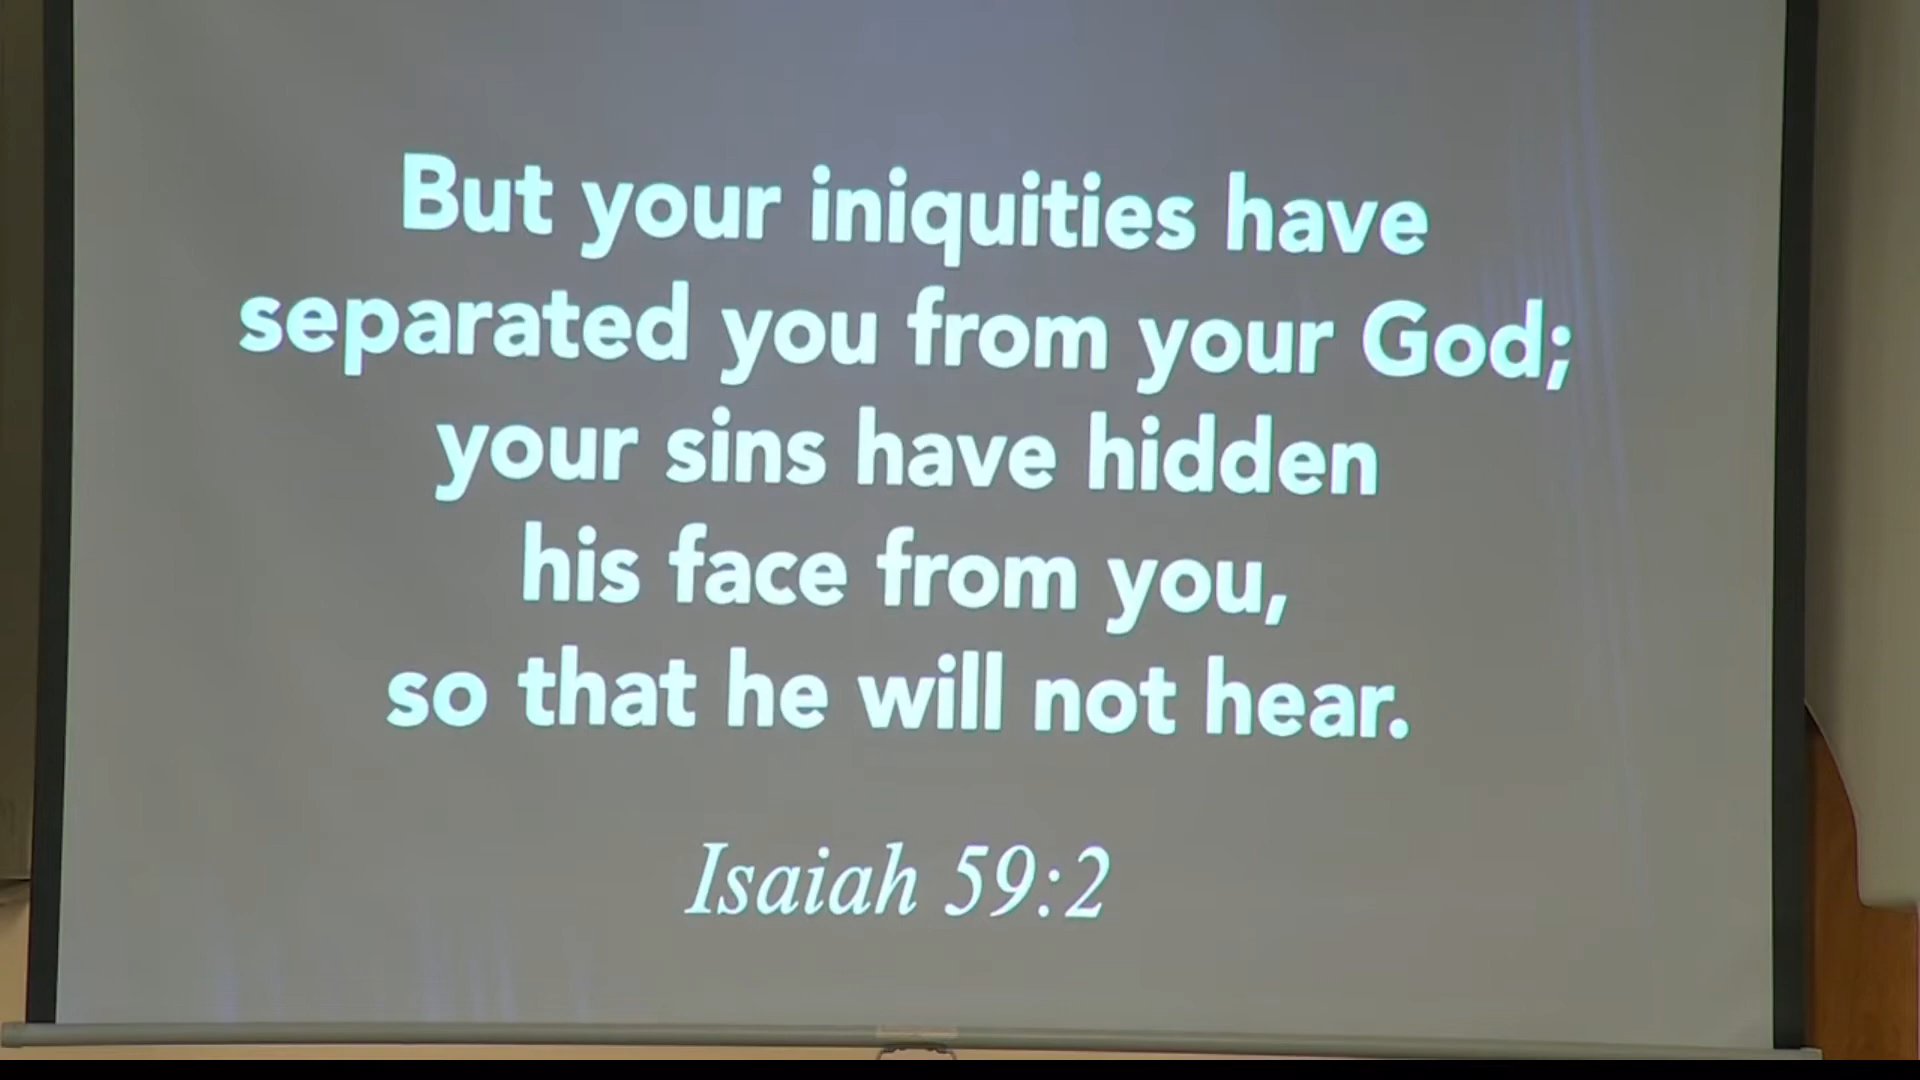 But your iniquities have
separated you from your God;
your sins have hidden
his face from you,
so that he will not hear.
Isaiah 59:2